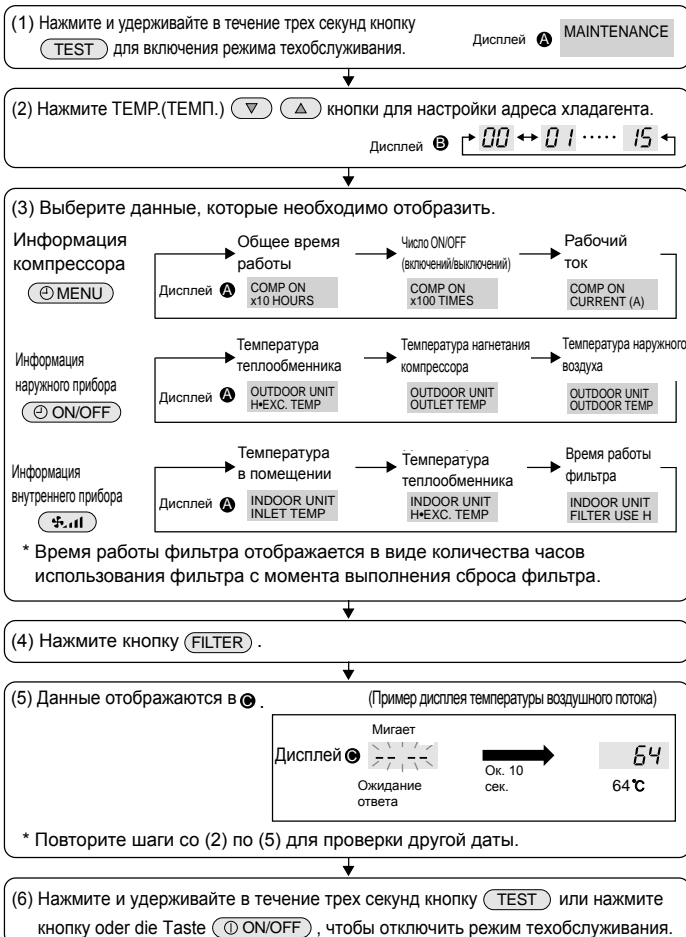 (1) Нажмите и удерживайте в течение трех секунд кнопку
TEST для включения режима техобслуживания.
Дисплей A MAINTENANCE
(2) Нажмите TEMP.(ТЕМП.) ▽ △ кнопки для настройки адреса хладагента.
Дисплей B 00 ↔ 01 ····· 15
(3) Выберите данные, которые необходимо отобразить.
Информация
компрессора
MENU
Общее время
работы
Число ON/OFF
(включений/выключений)
Рабочий
ток
Дисплей A
COMP ON
x10 HOURS
COMP ON
x100 TIMES
COMP ON
CURRENT (A)
Информация
наружного прибора
ON/OFF
Температура
теплообменника
Температура нагнетания
компрессора
Температура наружного
воздуха
Дисплей A
OUTDOOR UNIT
H•EXC. TEMP
OUTDOOR UNIT
OUTLET TEMP
OUTDOOR UNIT
OUTDOOR TEMP
Информация
внутреннего прибора
Температура
в помещении
Температура
теплообменника
Время работы
фильтра
Дисплей A
INDOOR UNIT
INLET TEMP
INDOOR UNIT
H•EXC. TEMP
INDOOR UNIT
FILTER USE H
* Время работы фильтра отображается в виде количества часов
использования фильтра с момента выполнения сброса фильтра.
(4) Нажмите кнопку FILTER .
(5) Данные отображаются в C .
(Пример дисплея температуры воздушного потока)
Мигает
Дисплей C -- --
Ожидание
ответа
Ок. 10
сек.
64
64℃
* Повторите шаги со (2) по (5) для проверки другой даты.
(6) Нажмите и удерживайте в течение трех секунд кнопку TEST или нажмите
кнопку oder die Taste ON/OFF , чтобы отключить режим техобслуживания.